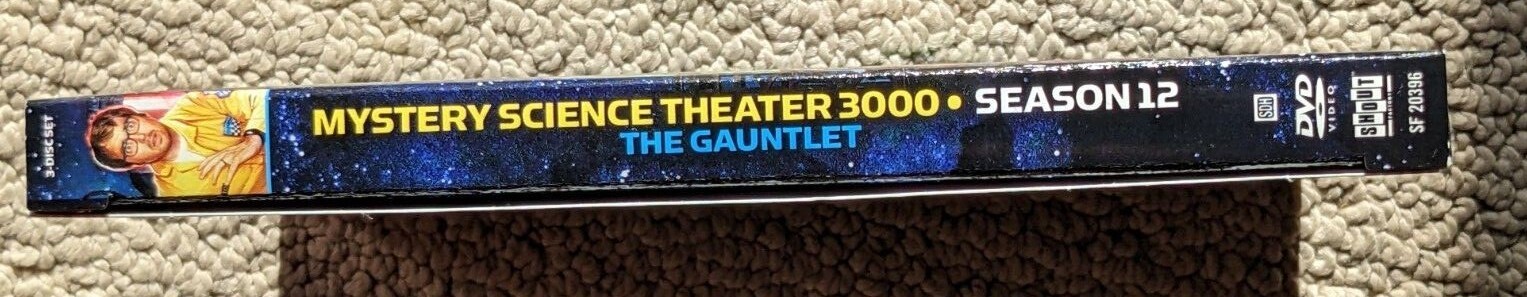 3-DISC SET
MYSTERY SCIENCE THEATER 3000 • SEASON 12
THE GAUNTLET
SDH
DVD
VIDEO
SHOUT
SF 20396